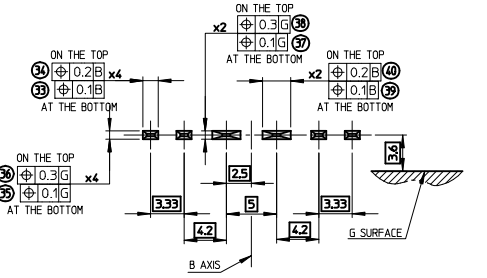 ON THE TOP
x2 ⌖ 0.3 G 38
⌖ 0.1 G 37
AT THE BOTTOM
ON THE TOP
34 ⌖ 0.2 B x4
33 ⌖ 0.1 B
AT THE BOTTOM
ON THE TOP
x2 ⌖ 0.2 B 40
⌖ 0.1 B 39
AT THE BOTTOM
3.6
ON THE TOP
36 ⌖ 0.3 G x4
35 ⌖ 0.1 G
AT THE BOTTOM
2.5
3.33
5
3.33
4.2
4.2
G SURFACE
B AXIS